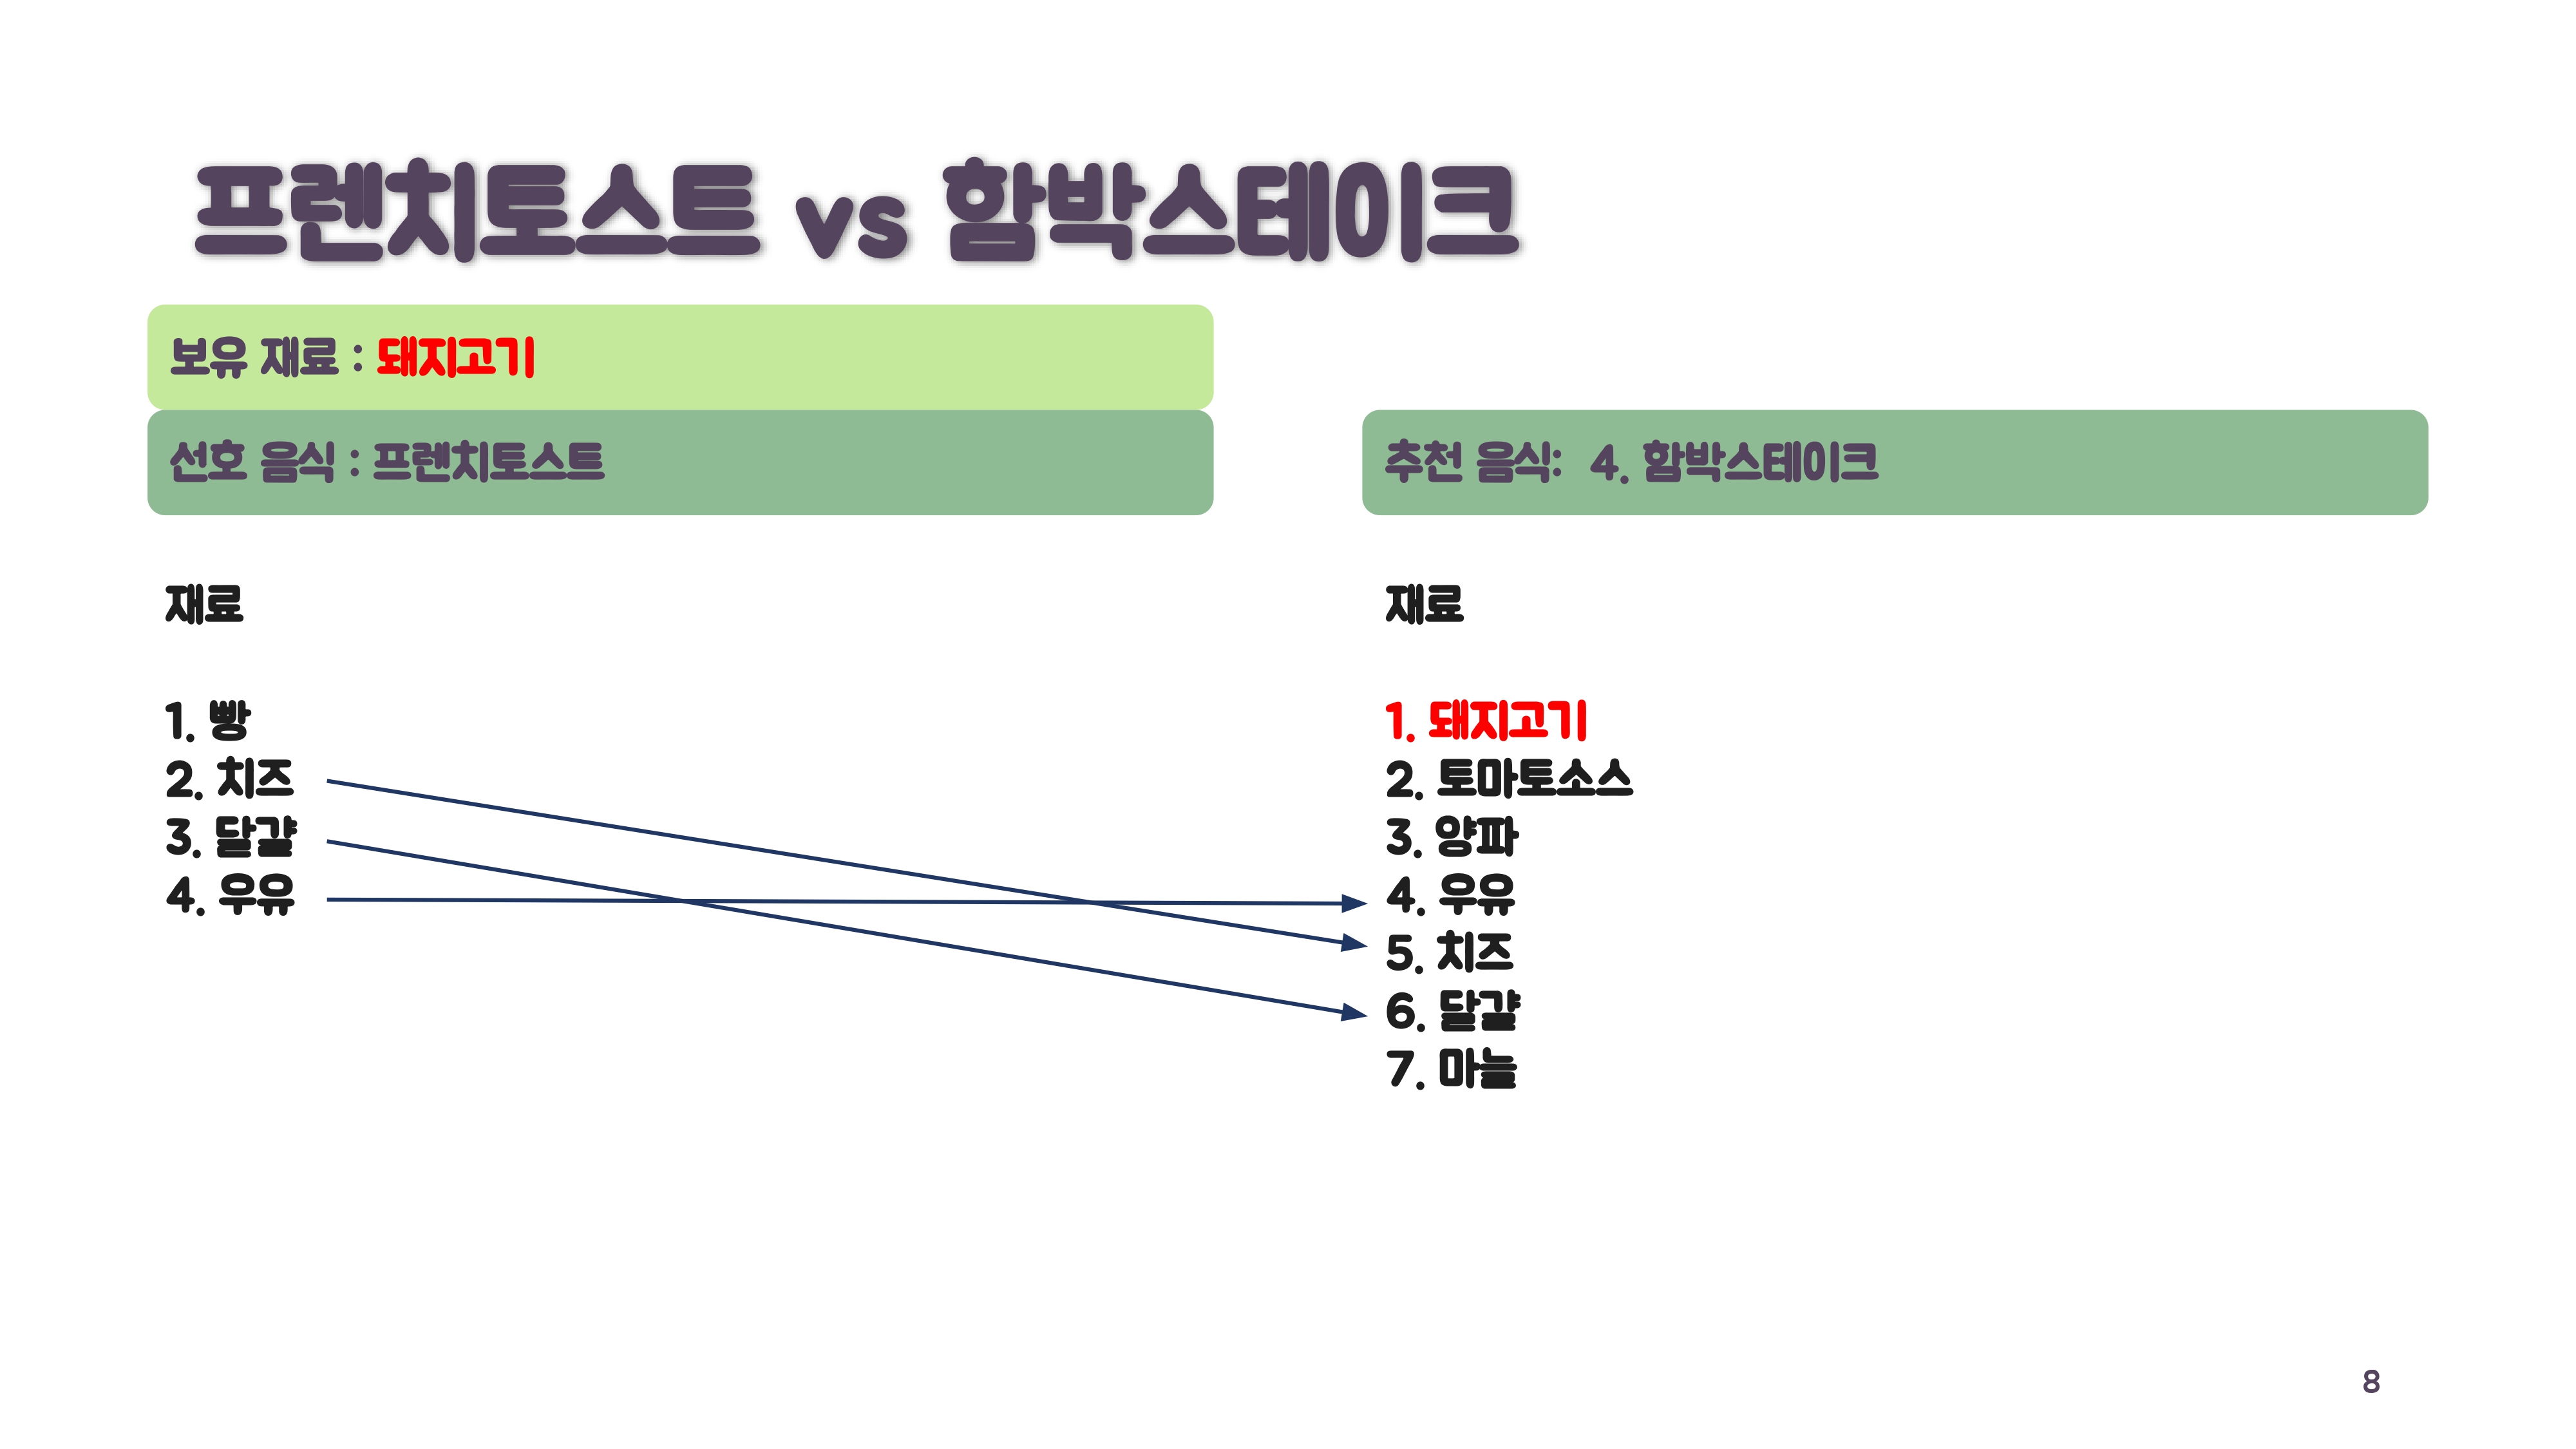 프렌치토스트 vs 함박스테이크
보유 재료 : 돼지고기
선호 음식 : 프렌치토스트
추천 음식:  4. 함박스테이크
재료
1. 빵
2. 치즈
3. 달걀
4. 우유
재료
1. 돼지고기
2. 토마토소스
3. 양파
4. 우유
5. 치즈
6. 달걀
7. 마늘
8